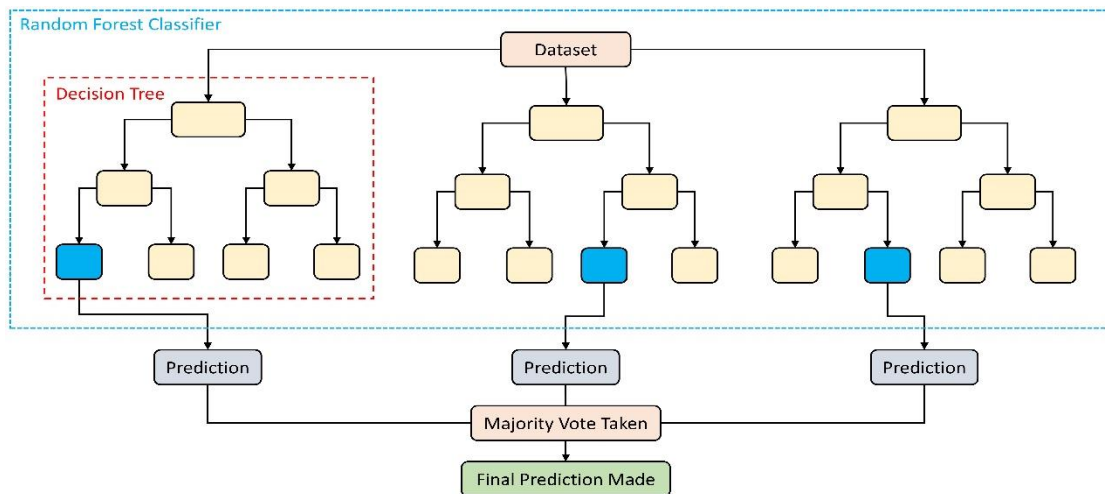 Random Forest Classifier
Dataset
Decision Tree
Prediction
Prediction
Prediction
Majority Vote Taken
Final Prediction Made